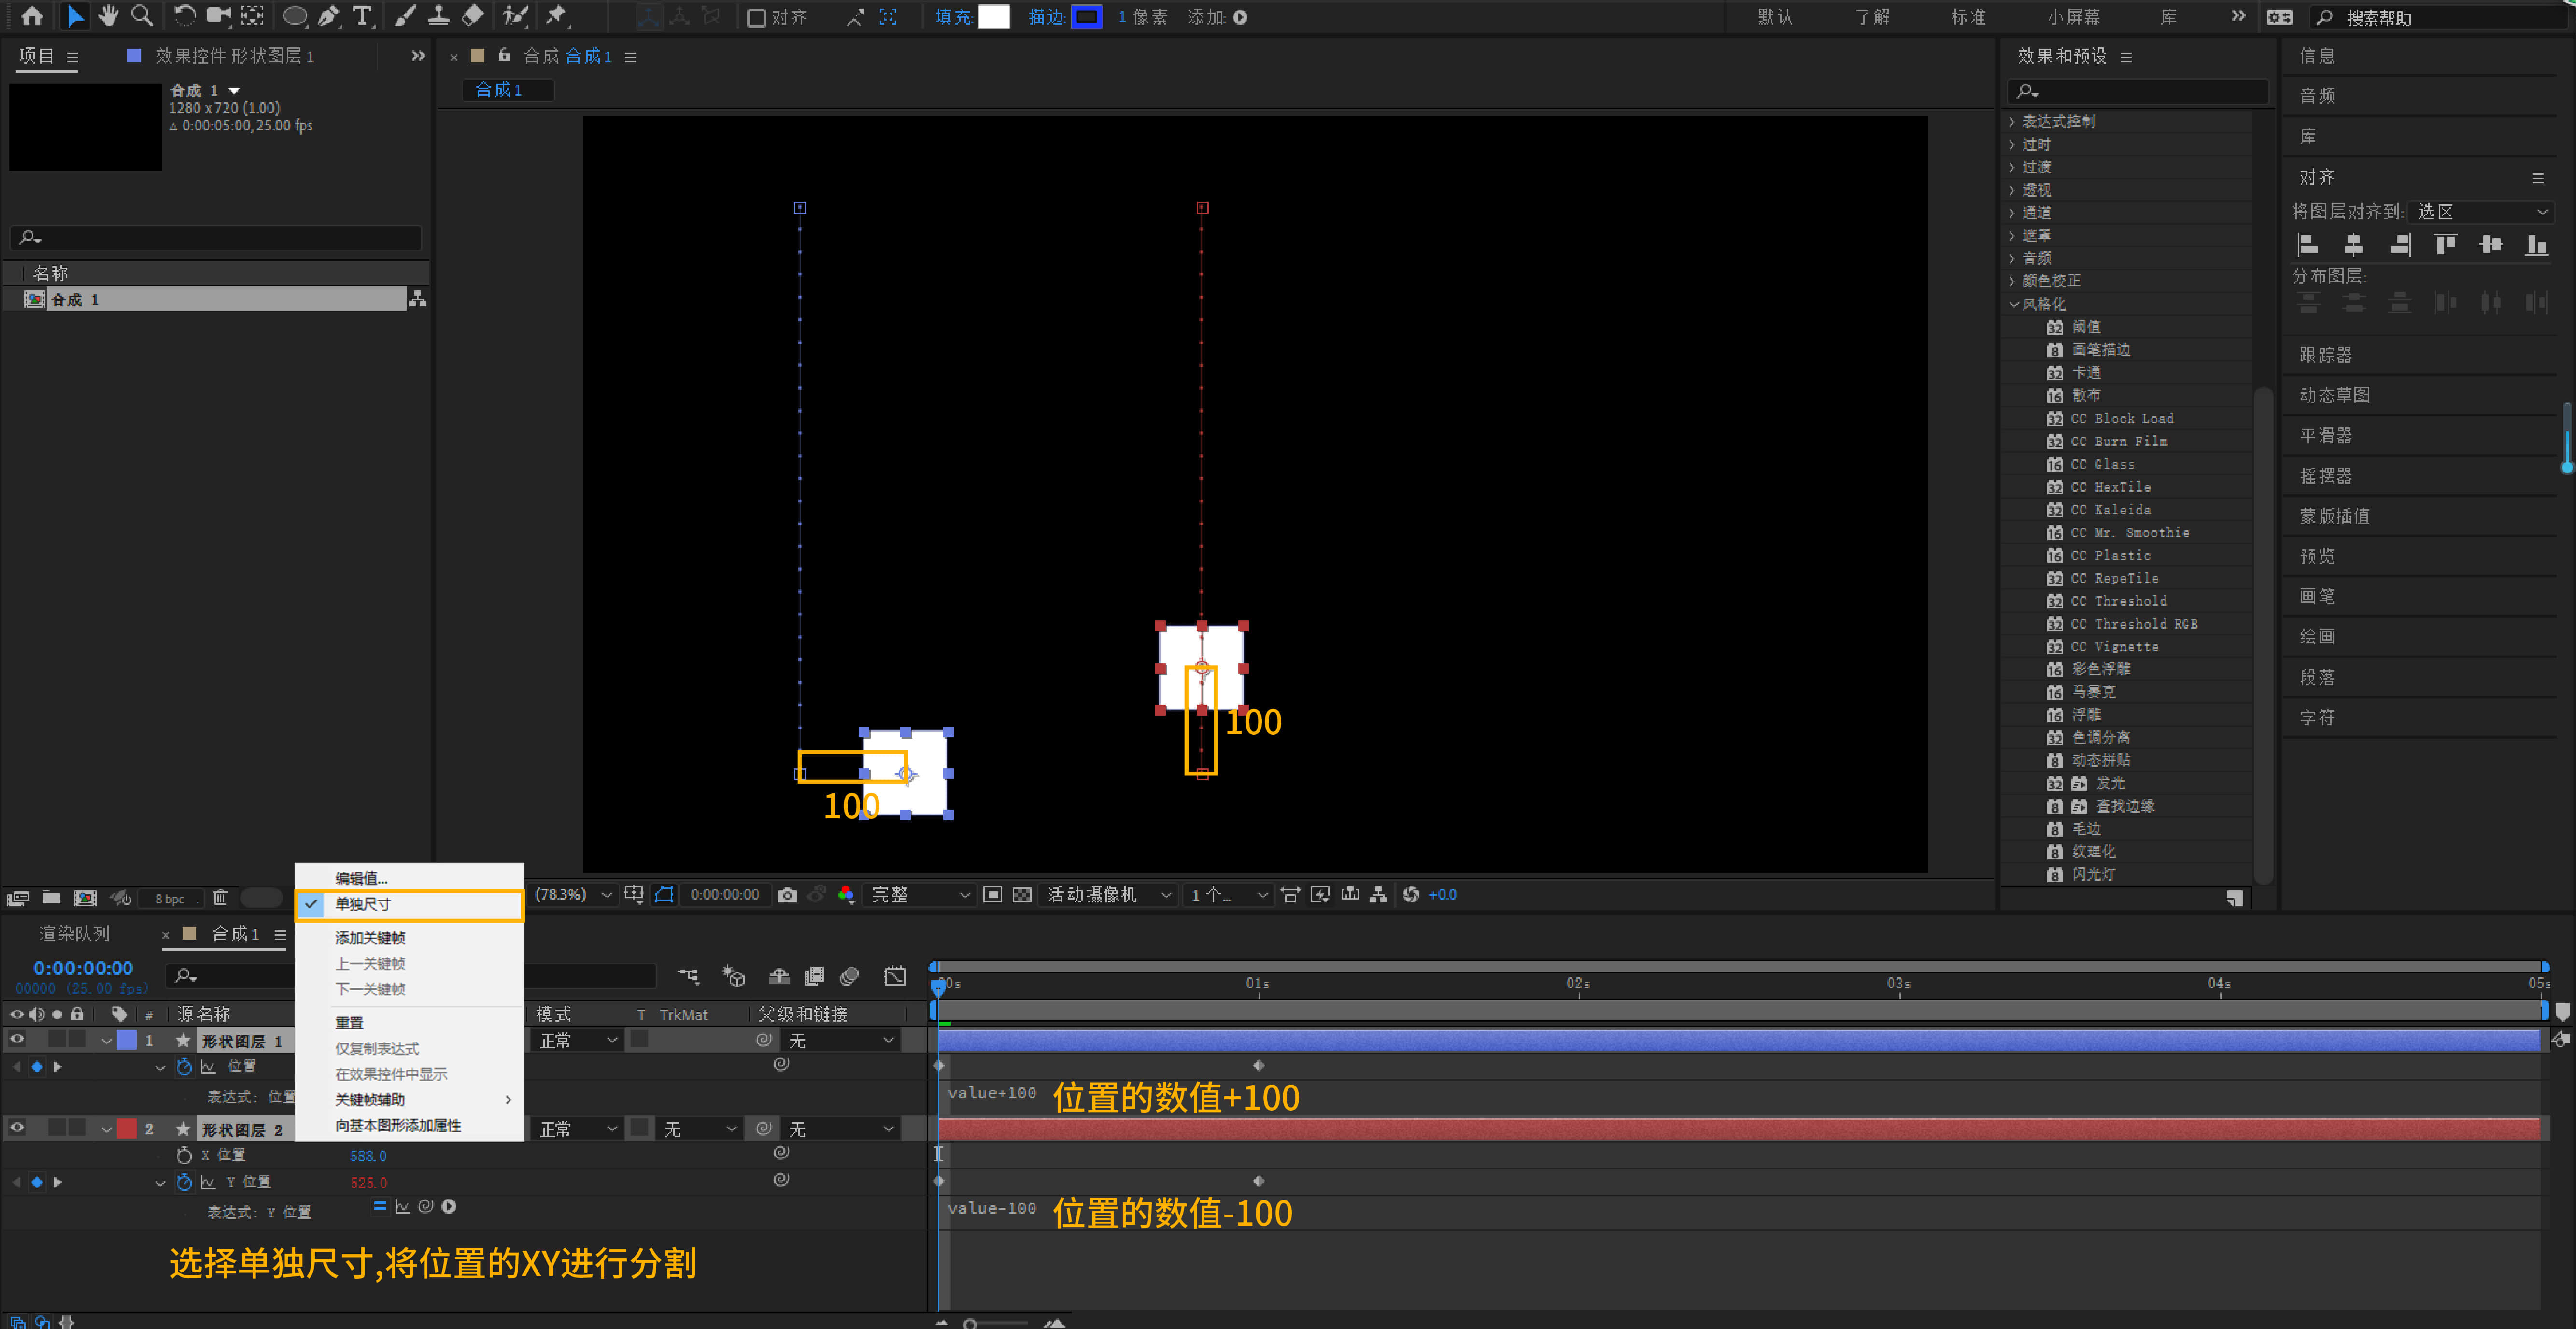 对齐
填充:
描边:
1 像素
添加:
默认
了解
标准
小屏幕
库
搜索帮助
项目
效果控件 形状图层 1
合成 合成 1
效果和预设
信息
合成 1
1280 x 720 (1.00)
△ 0:00:05:00, 25.00 fps
合成 1
音频
库
对齐
将图层对齐到: 选区
分布图层:
跟踪器
动态草图
平滑器
摇摆器
蒙版插值
预览
画笔
绘画
段落
字符
表达式控制
过时
过渡
透视
通道
遮罩
音频
颜色校正
风格化
阈值
画笔描边
卡通
散布
CC Block Load
CC Burn Film
CC Glass
CC HexTile
CC Kaleida
CC Mr. Smoothie
CC Plastic
CC RepeTile
CC Threshold
CC Threshold RGB
CC Vignette
彩色浮雕
马赛克
浮雕
色调分离
动态拼贴
发光
查找边缘
毛边
纹理化
闪光灯
名称
合成 1
100
100
8 bpc
(78.3%)
0:00:00:00
完整
活动摄像机
1 个...
+0.0
编辑值...
单独尺寸
添加关键帧
上一关键帧
下一关键帧
重置
仅复制表达式
在效果控件中显示
关键帧辅助
向基本图形添加属性
渲染队列
合成 1
0:00:00:00
00000 (25.00 fps)
# 源名称
模式
T TrkMat
父级和链接
00s 01s 02s 03s 04s 05s
1 形状图层 1
正常
无
位置
表达式: 位置
value+100
位置的数值+100
2 形状图层 2
正常
无
无
X 位置
588.0
Y 位置
525.0
表达式: Y 位置
value-100
位置的数值-100
选择单独尺寸,将位置的XY进行分割